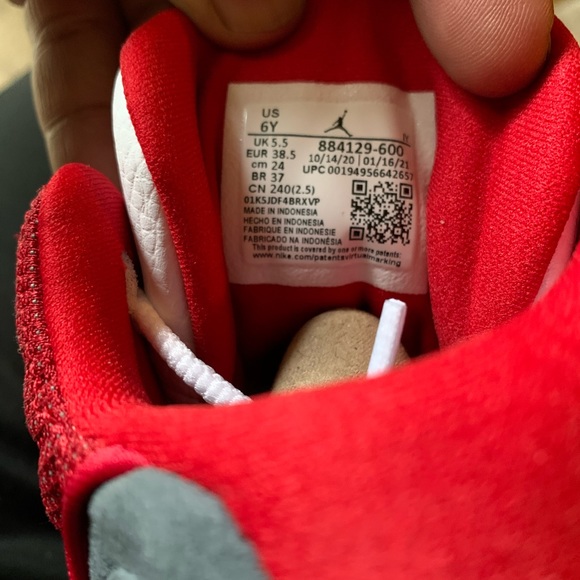 US
6Y
UK 5.5
EUR 38.5
cm 24
BR 37
CN 240(2.5)
884129-600
10/14/20 | 01/16/21
UPC 00194956642657
01K5JDF4BRXVP
MADE IN INDONESIA
HECHO EN INDONESIA
FABRIQUE EN INDONESIE
FABRICADO NA INDONÉSIA
This product is covered by one or more patents:
www.nike.com/patentsvirtualmarking